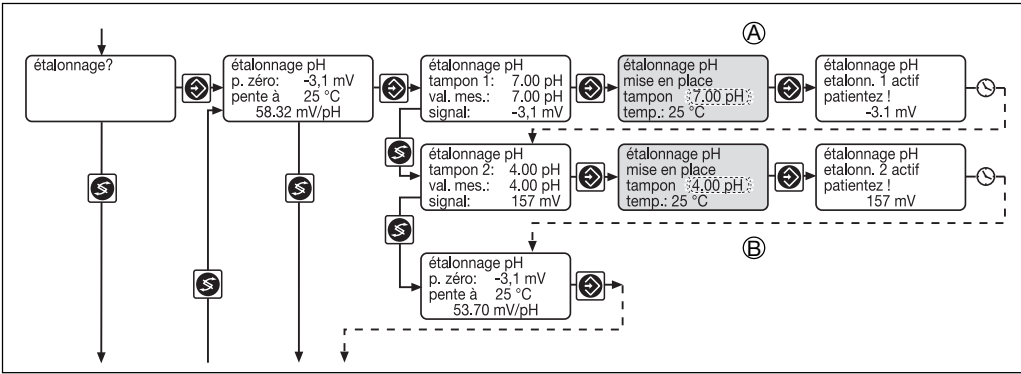 A
étalonnage?
étalonnage pH
p. zéro: -3,1 mV
pente à 25 °C
58.32 mV/pH
étalonnage pH
tampon 1: 7.00 pH
val. mes.: 7.00 pH
signal: -3,1 mV
étalonnage pH
mise en place
tampon 7.00 pH
temp.: 25 °C
étalonnage pH
etalonn. 1 actif
patientez !
-3.1 mV
étalonnage pH
tampon 2: 4.00 pH
val. mes.: 4.00 pH
signal: 157 mV
étalonnage pH
mise en place
tampon 4.00 pH
temp.: 25 °C
étalonnage pH
etalonn. 2 actif
patientez !
157 mV
B
étalonnage pH
p. zéro: -3,1 mV
pente à 25 °C
53.70 mV/pH